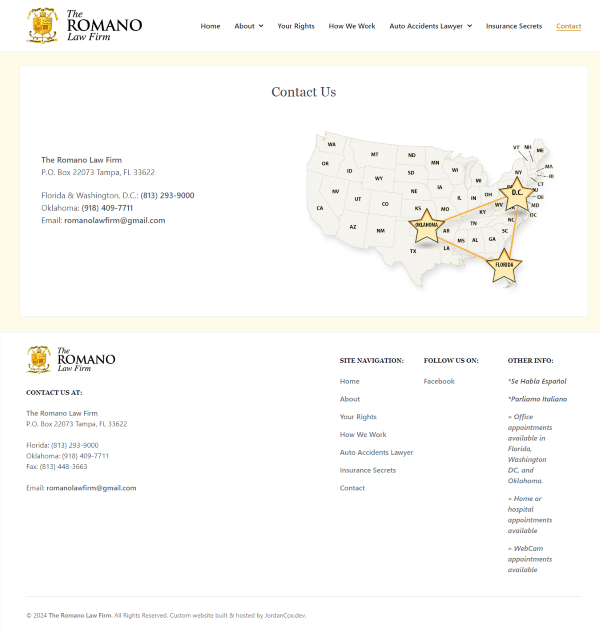 The
ROMANO
Law Firm
Home
About
Your Rights
How We Work
Auto Accidents Lawyer
Insurance Secrets
Contact
Contact Us
The Romano Law Firm
P.O. Box 22073 Tampa, FL 33622
Florida & Washington, D.C.: (813) 293-9000
Oklahoma: (918) 409-7711
Email: romanolawfirm@gmail.com
WA
OR
ID
MT
ND
MN
WI
MI
VT
NH
ME
MA
RI
CT
NY
NV
UT
WY
SD
NE
IA
IL
IN
OH
DE
MD
DC
CA
AZ
CO
NM
KS
MO
KY
WV
TN
NC
SC
AR
MS
AL
GA
LA
TX
D.C.
OKLAHOMA
FLORIDA
The
ROMANO
Law Firm
CONTACT US AT:
The Romano Law Firm
P.O. Box 22073 Tampa, FL 33622
Florida: (813) 293-9000
Oklahoma: (918) 409-7711
Fax: (813) 448-3663
Email: romanolawfirm@gmail.com
SITE NAVIGATION:
Home
About
Your Rights
How We Work
Auto Accidents Lawyer
Insurance Secrets
Contact
FOLLOW US ON:
Facebook
OTHER INFO:
*Se Habla Español
*Parliamo Italiano
» Office
appointments
available in
Florida,
Washington
DC, and
Oklahoma.
» Home or
hospital
appointments
available
» WebCam
appointments
available
© 2024 The Romano Law Firm. All Rights Reserved. Custom website built & hosted by JordanCox.dev.